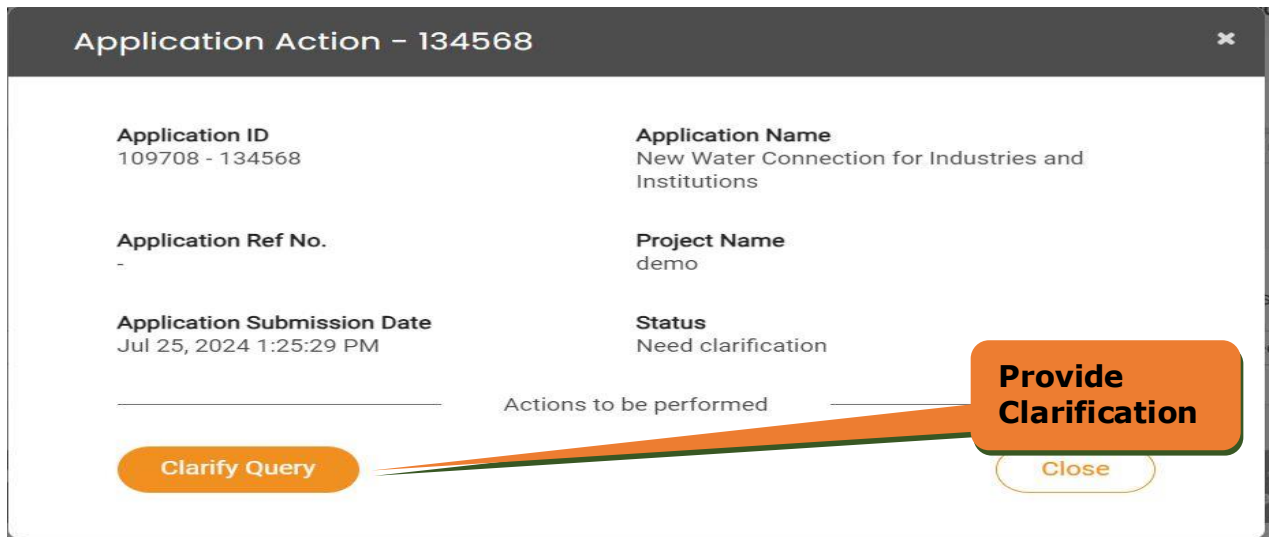 Application Action - 134568
Application ID
109708 - 134568
Application Name
New Water Connection for Industries and
Institutions
Application Ref No.
-
Project Name
demo
Application Submission Date
Jul 25, 2024 1:25:29 PM
Status
Need clarification
Provide
Clarification
Actions to be performed
Clarify Query
Close